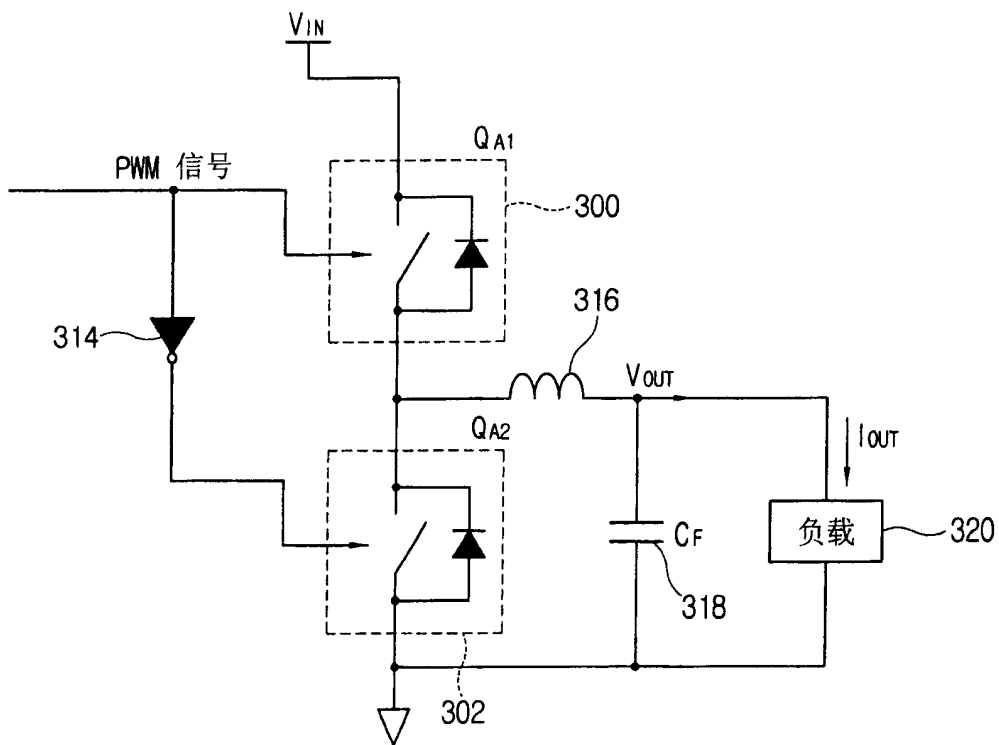 VIN
QA1
PWM 信号
300
316
314
VOUT
QA2
IOUT
负载
320
CF
318
302